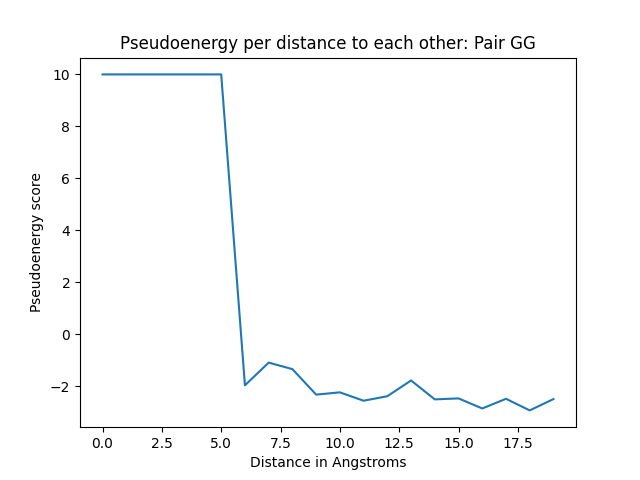 Pseudoenergy per distance to each other: Pair GG
10
8
6
4
2
0
−2
Pseudoenergy score
0.0 2.5 5.0 7.5 10.0 12.5 15.0 17.5
Distance in Angstroms